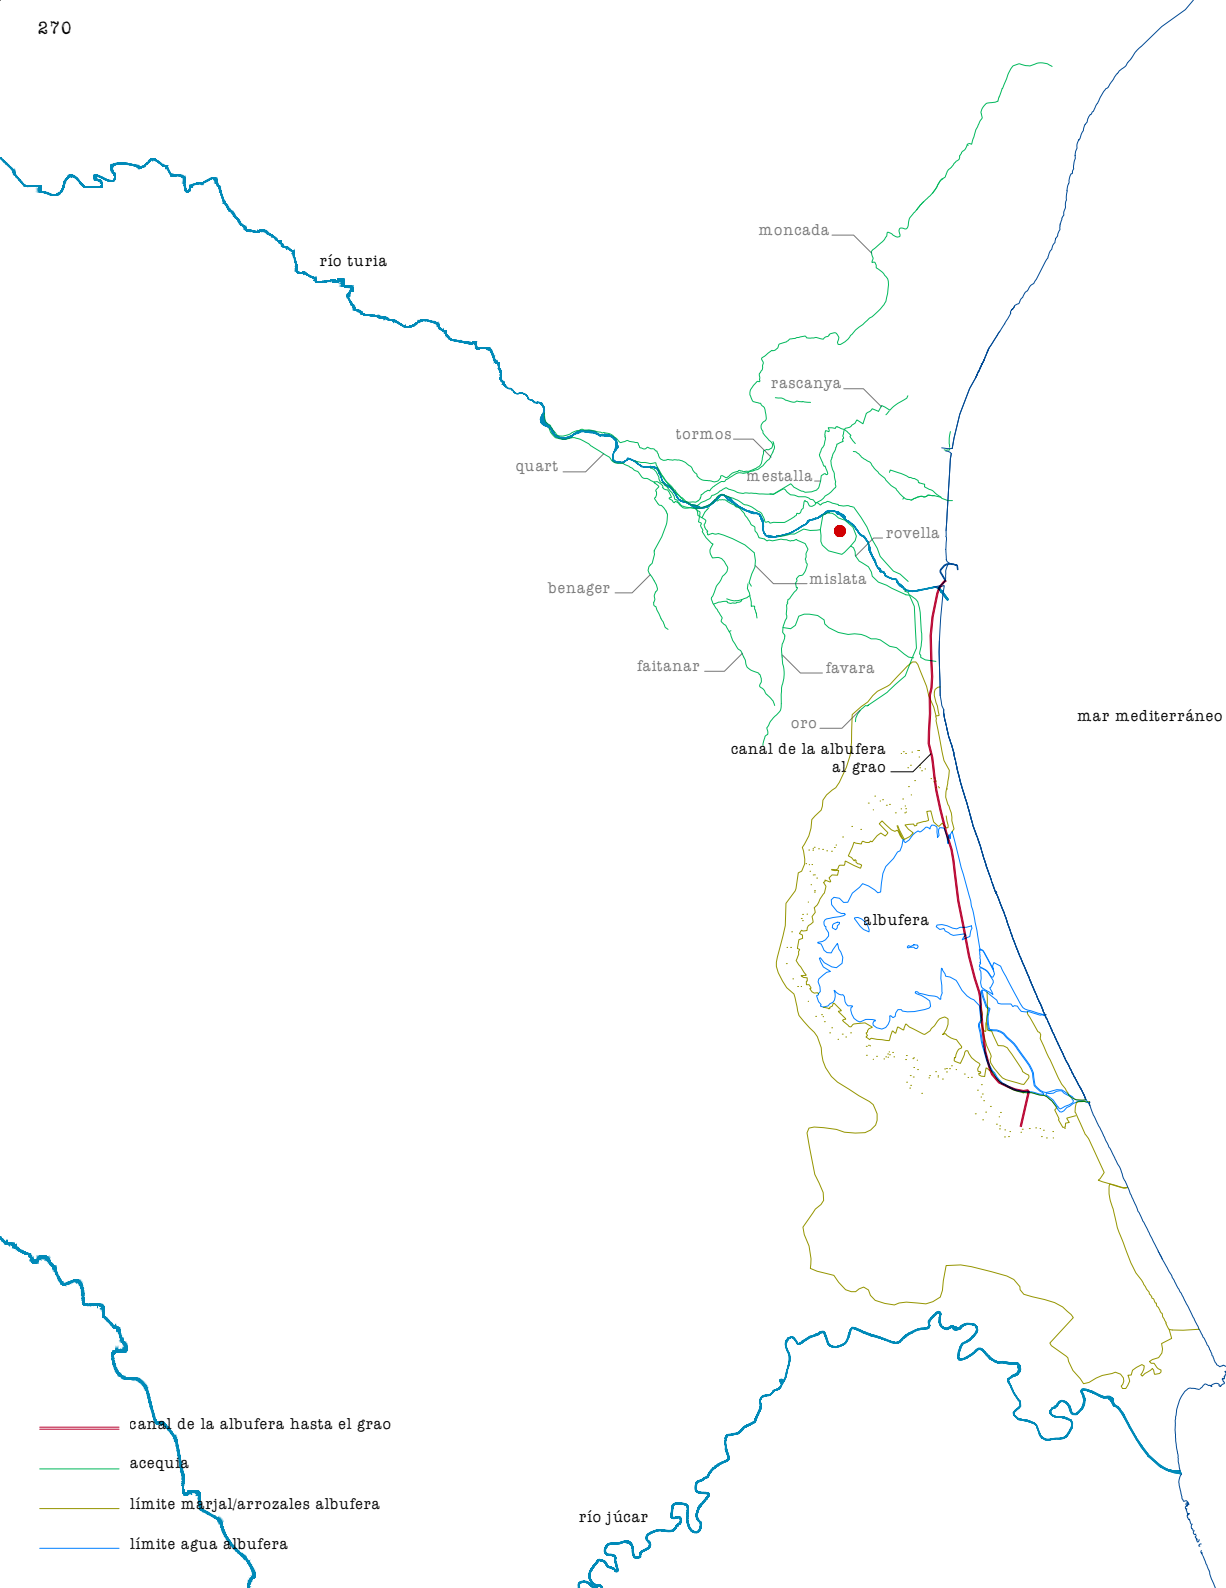 270
río turia
moncada
rascanya
tormos
quart
mestalla
rovella
benager
mislata
faitanar
favara
mar mediterráneo
oro
canal de la albufera
al grao
albufera
canal de la albufera hasta el grao
acequia
límite marjal/arrozales albufera
límite agua albufera
río júcar